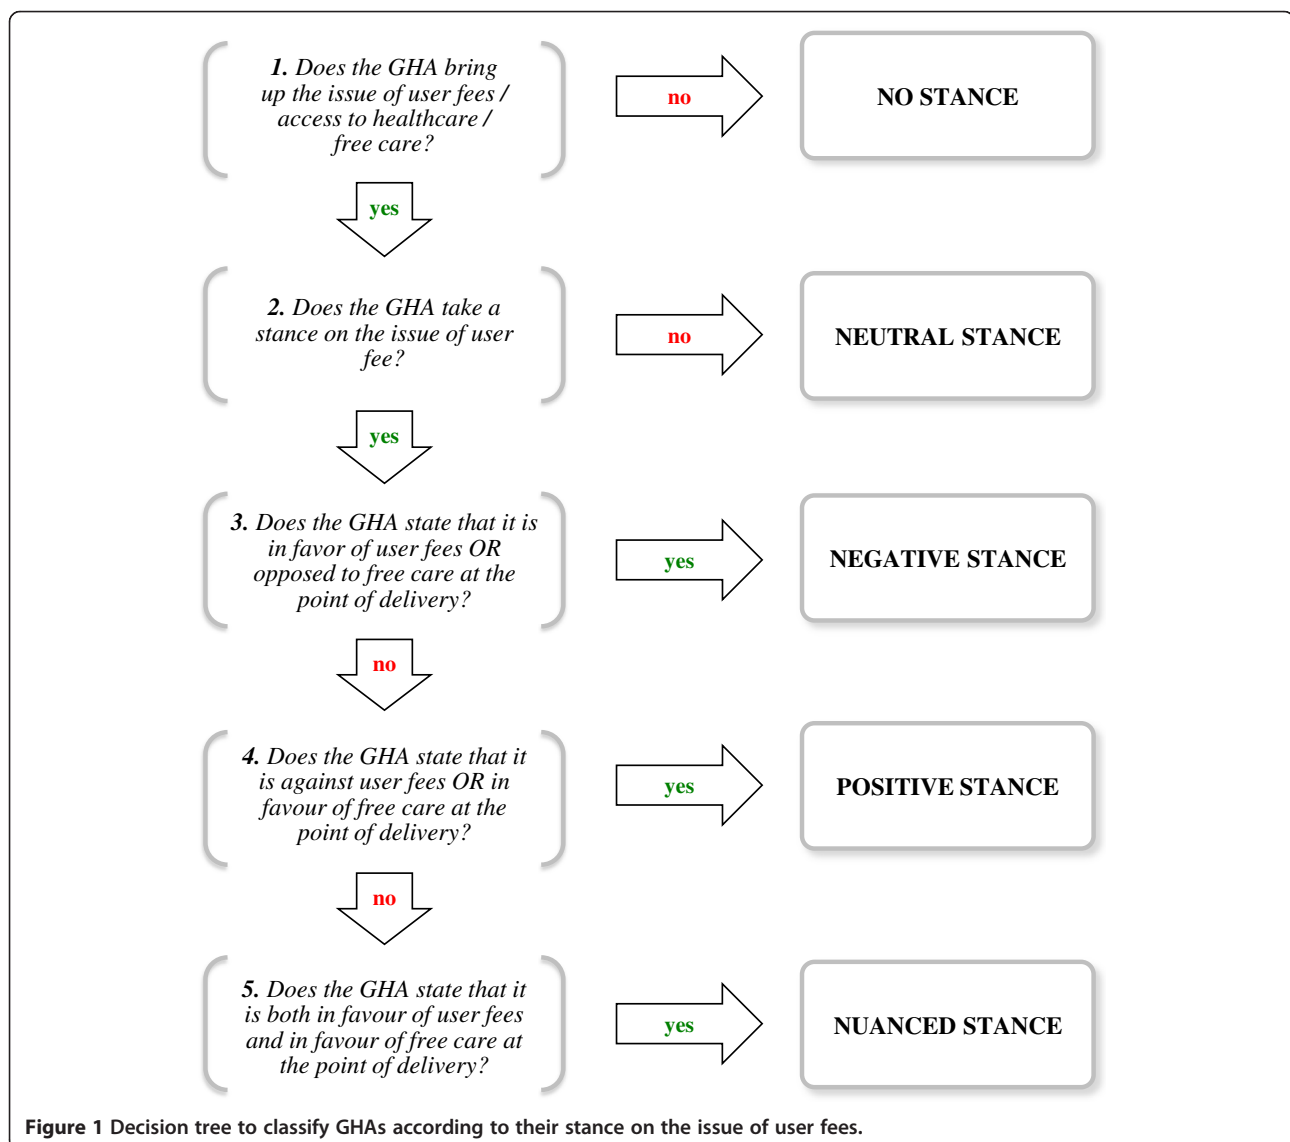 1. Does the GHA bring
up the issue of user fees /
access to healthcare /
free care?
no
NO STANCE
yes
2. Does the GHA take a
stance on the issue of user
fee?
no
NEUTRAL STANCE
yes
3. Does the GHA state that it is
in favor of user fees OR
opposed to free care at the
point of delivery?
yes
NEGATIVE STANCE
no
4. Does the GHA state that it
is against user fees OR in
favour of free care at the
point of delivery?
yes
POSITIVE STANCE
no
5. Does the GHA state that it
is both in favour of user fees
and in favour of free care at
the point of delivery?
yes
NUANCED STANCE
Figure 1 Decision tree to classify GHAs according to their stance on the issue of user fees.